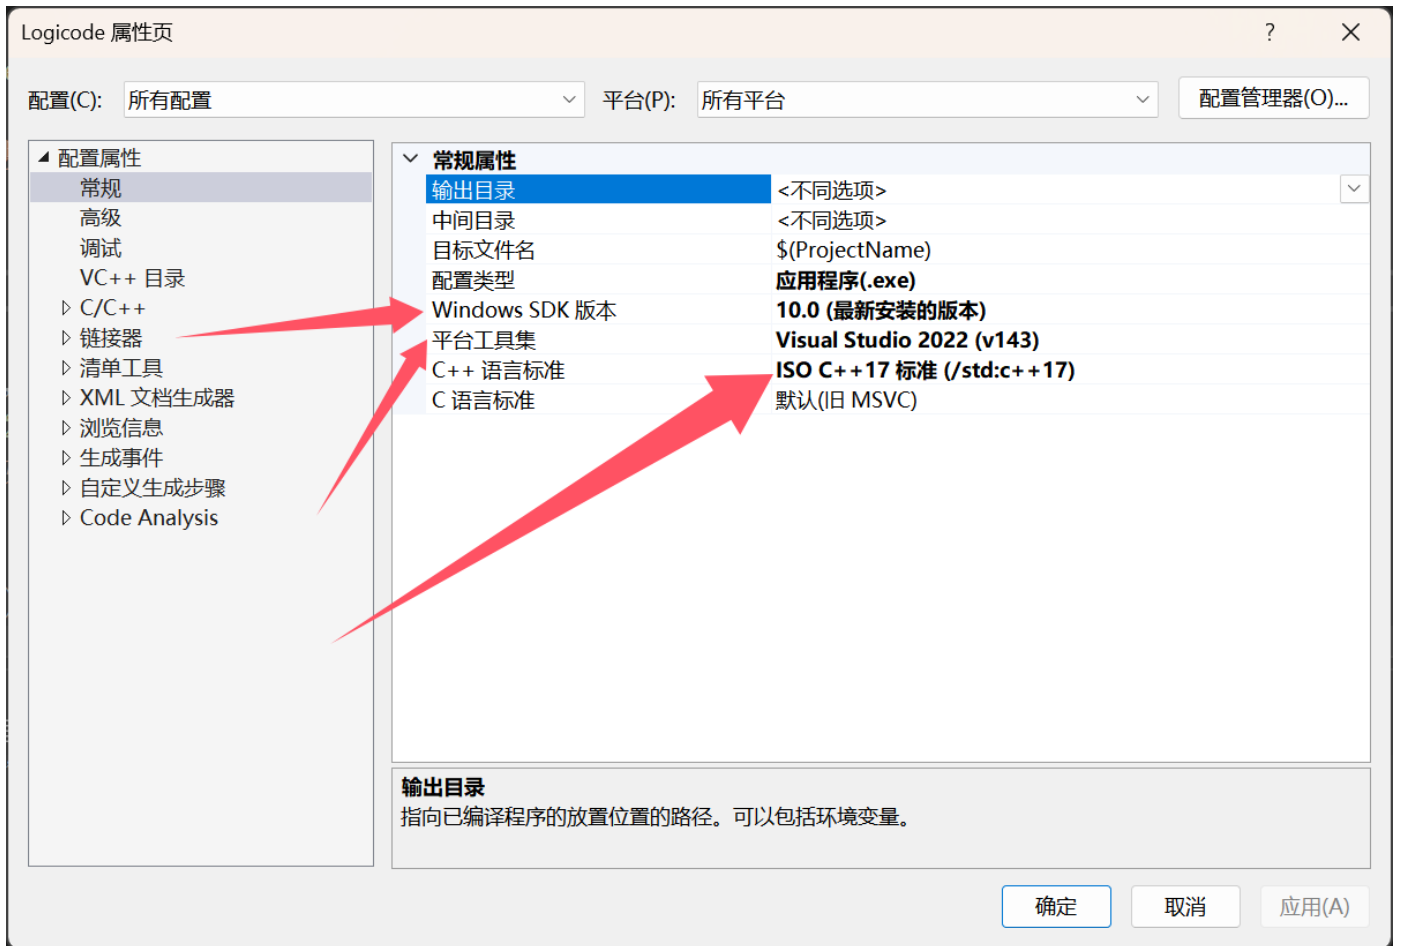 Logicode 属性页
配置(C): 所有配置 平台(P): 所有平台 配置管理器(O)...
配置属性
常规
高级
调试
VC++ 目录
C/C++
链接器
清单工具
XML 文档生成器
浏览信息
生成事件
自定义生成步骤
Code Analysis
常规属性
输出目录 <不同选项>
中间目录 <不同选项>
目标文件名 $(ProjectName)
配置类型 应用程序(.exe)
Windows SDK 版本 10.0 (最新安装的版本)
平台工具集 Visual Studio 2022 (v143)
C++ 语言标准 ISO C++17 标准 (/std:c++17)
C 语言标准 默认(旧 MSVC)
输出目录
指向已编译程序的放置位置的路径。可以包括环境变量。
确定 取消 应用(A)